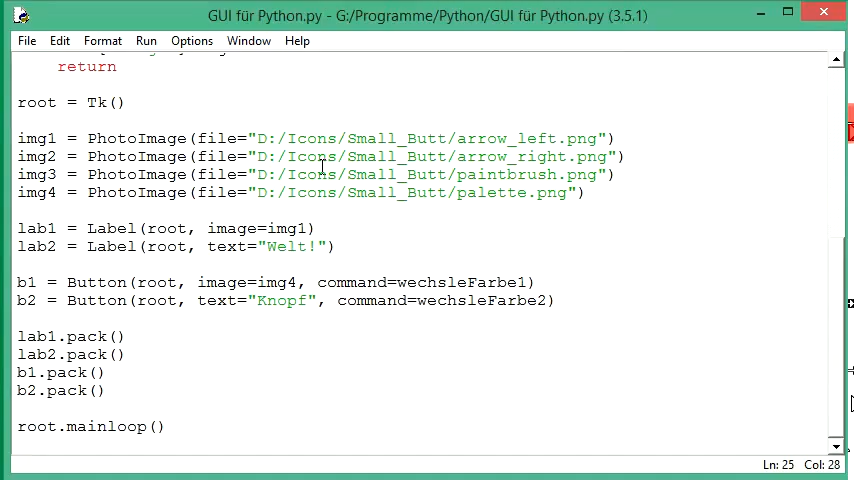 GUI für Python.py - G:/Programme/Python/GUI für Python.py (3.5.1)
File Edit Format Run Options Window Help
return
root = Tk()
img1 = PhotoImage(file="D:/Icons/Small_Butt/arrow_left.png")
img2 = PhotoImage(file="D:/Icons/Small_Butt/arrow_right.png")
img3 = PhotoImage(file="D:/Icons/Small_Butt/paintbrush.png")
img4 = PhotoImage(file="D:/Icons/Small_Butt/palette.png")
lab1 = Label(root, image=img1)
lab2 = Label(root, text="Welt!")
b1 = Button(root, image=img4, command=wechsleFarbe1)
b2 = Button(root, text="Knopf", command=wechsleFarbe2)
lab1.pack()
lab2.pack()
b1.pack()
b2.pack()
root.mainloop()
Ln: 25 Col: 28